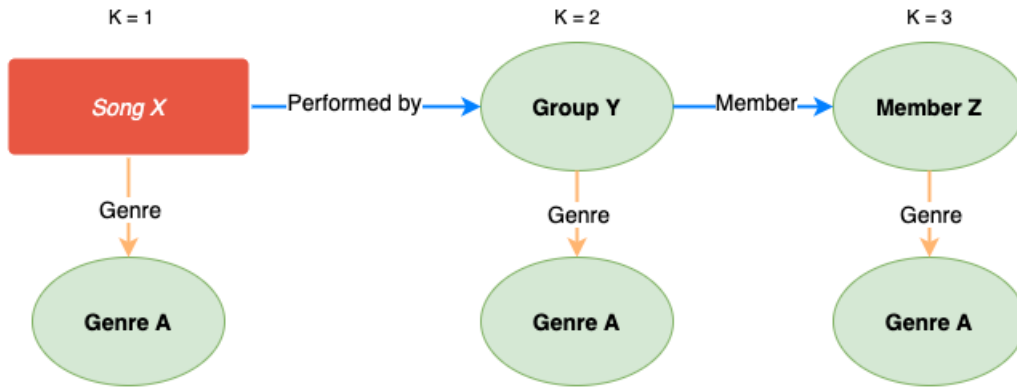 K = 1
K = 2
K = 3
Song X
Performed by
Group Y
Member
Member Z
Genre
Genre
Genre
Genre A
Genre A
Genre A